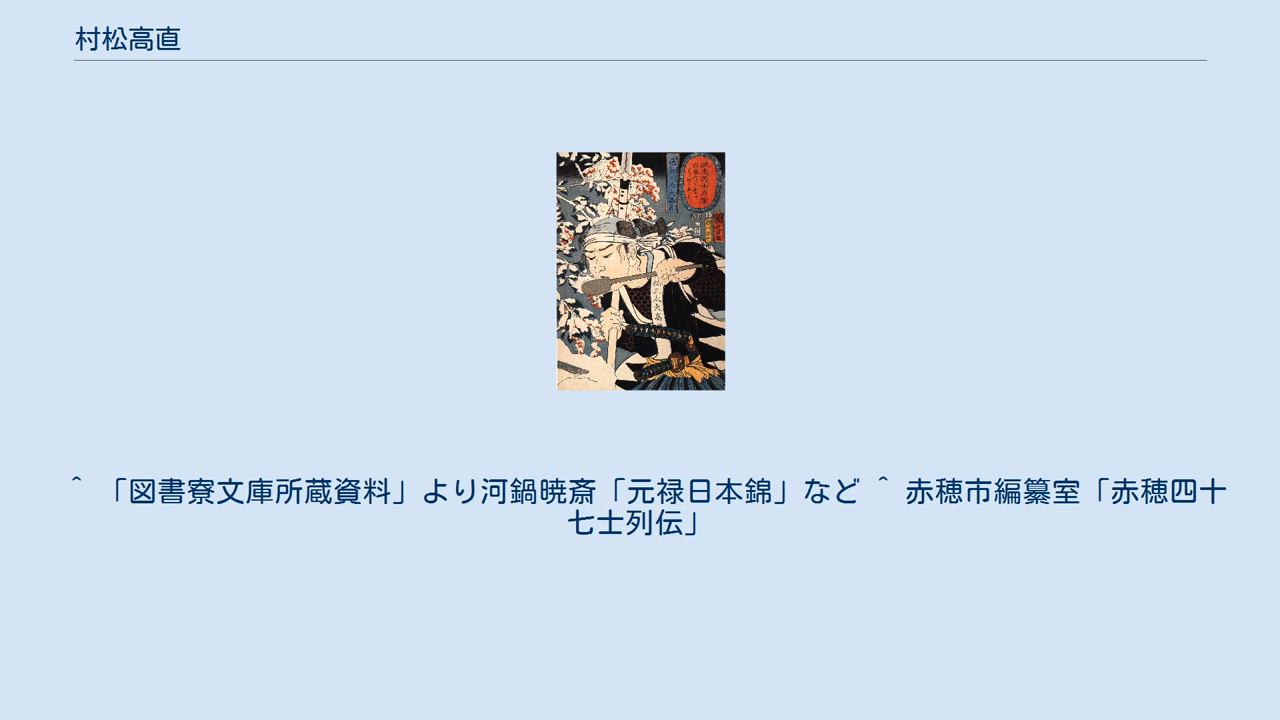 村松高直
^ 「図書寮文庫所蔵資料」より河鍋暁斎「元禄日本錦」など ^ 赤穂市編纂室「赤穂四十
七士列伝」